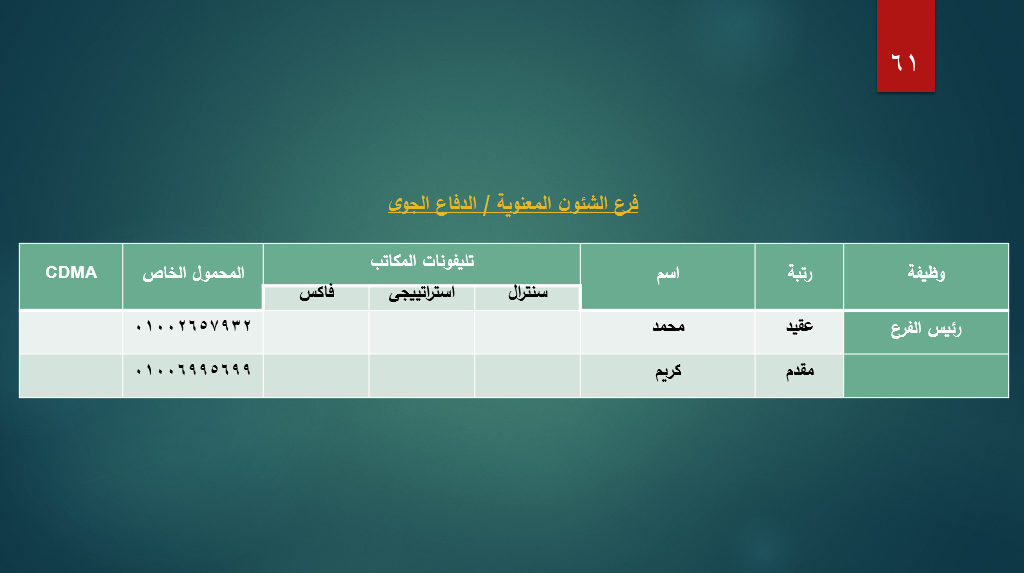 ٦١
فرع الشئون المعنوية / الدفاع الجوى
وظيفة رتبة اسم تليفونات المكاتب المحمول الخاص CDMA
سنترال استراتييجى فاكس
رئيس الفرع عقيد محمد ٠١٠٠٢٦٥٧٩٣٢
مقدم كريم ٠١٠٠٦٩٩٥٦٩٩